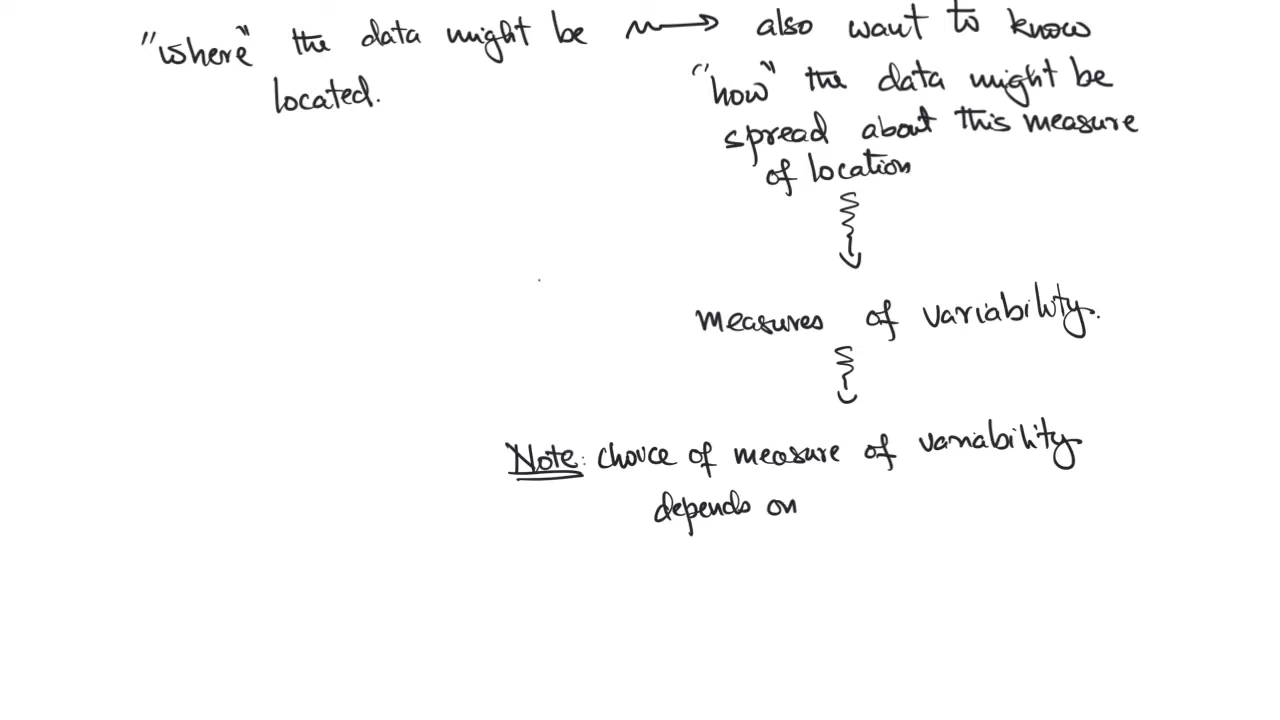 "where" the data might be → also want to know
located.
"how" the data might be
spread about this measure
of location
measures of variability.
Note: choice of measure of variability
depends on